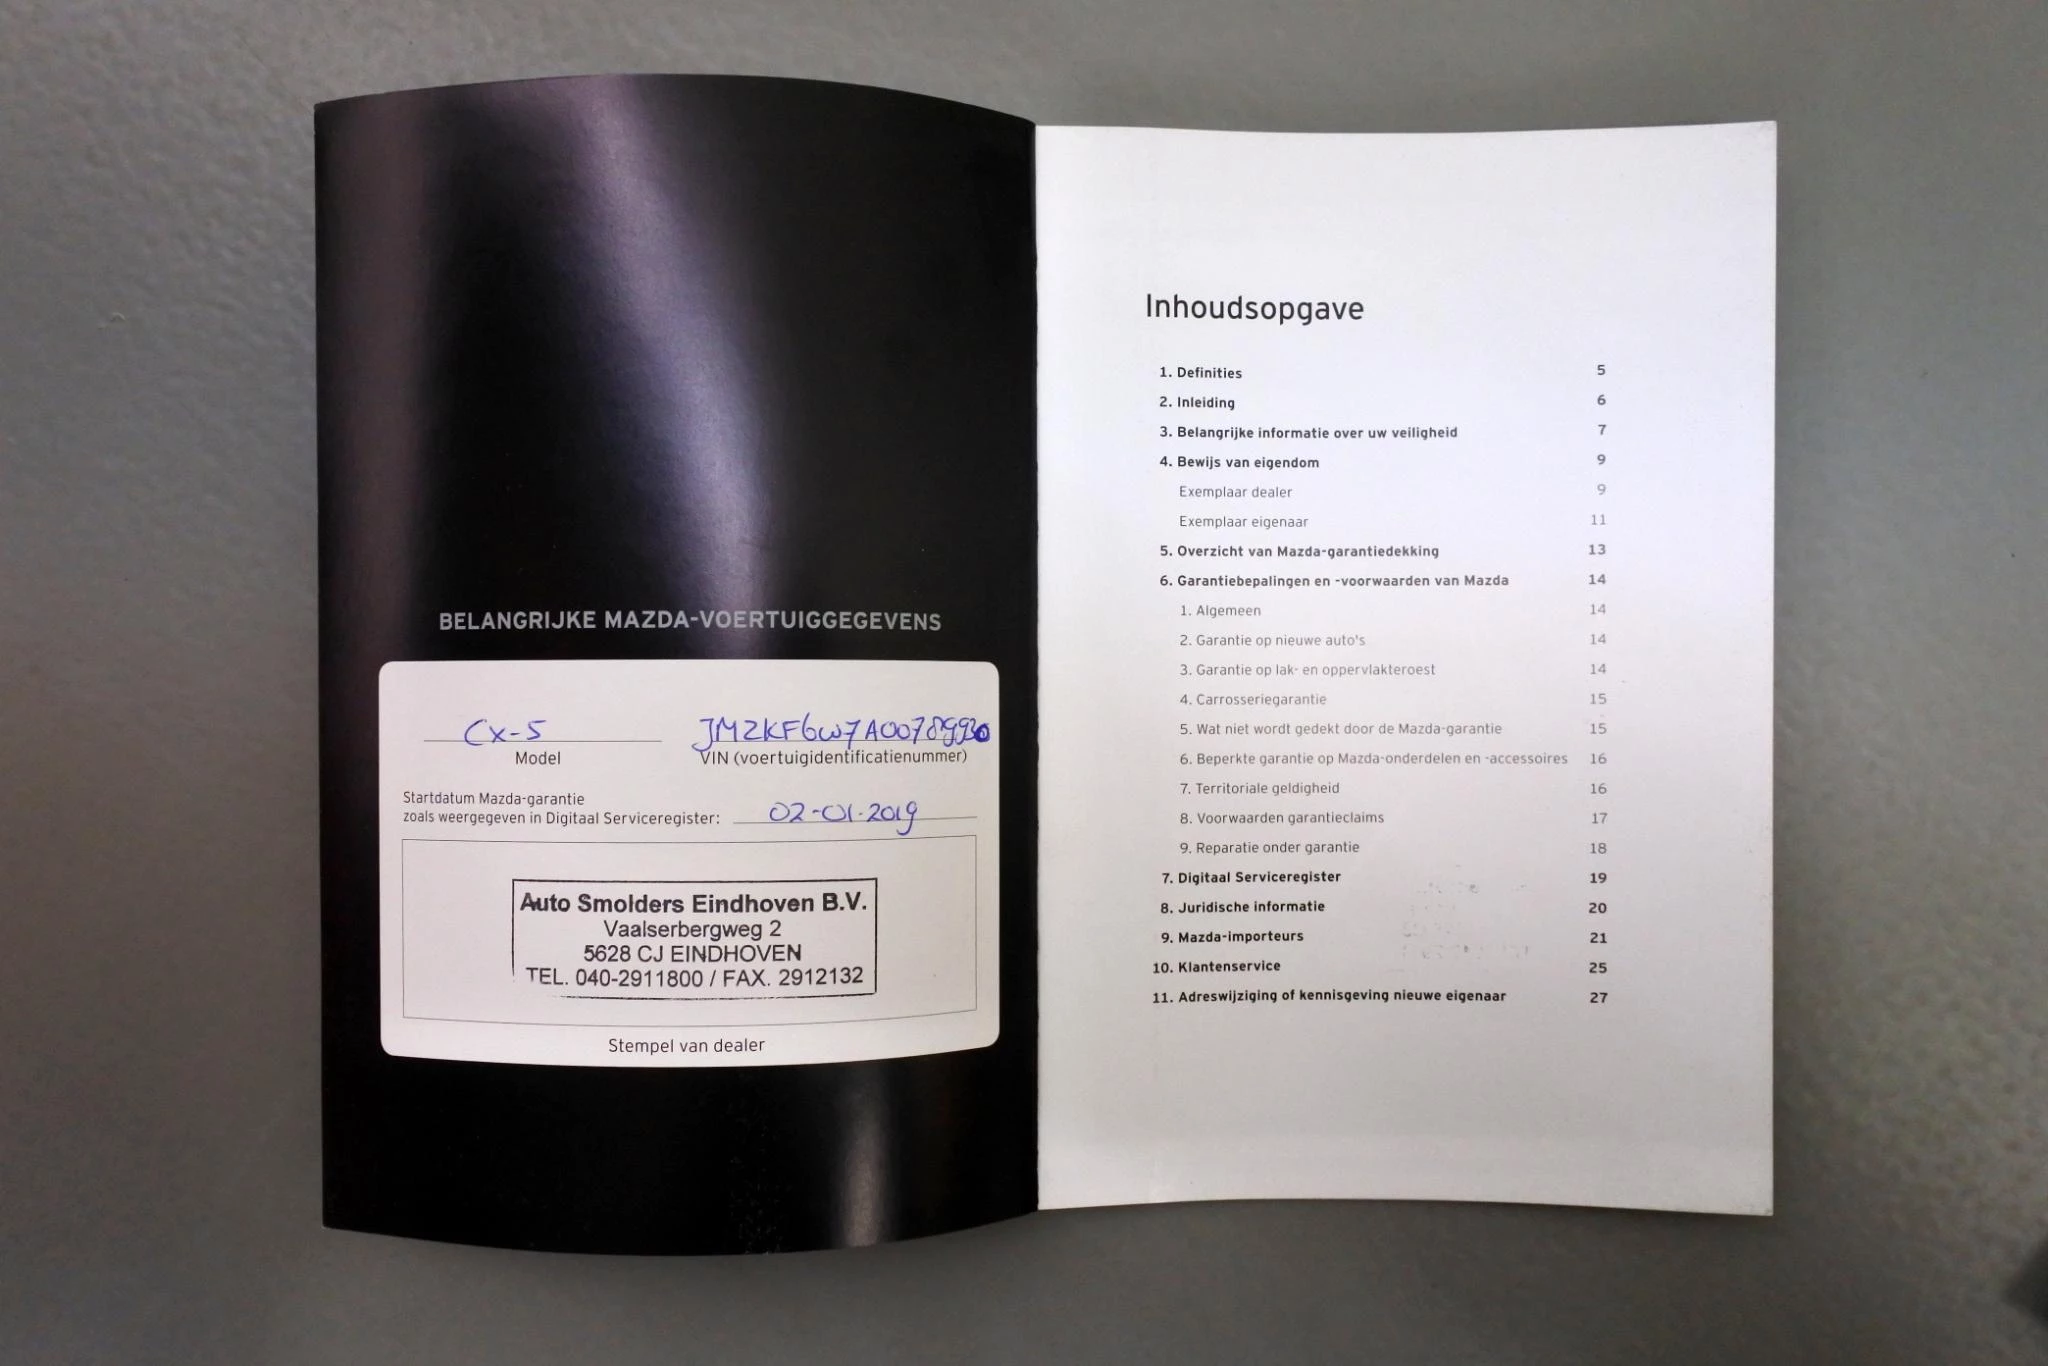 BELANGRIJKE MAZDA-VOERTUIGGEGEVENS
CX-5
Model
VIN (voertuigidentificatienummer)
Startdatum Mazda-garantie
zoals weergegeven in Digitaal Serviceregister: 02-01-2019
Auto Smolders Eindhoven B.V.
Vaalserbergweg 2
5628 CJ EINDHOVEN
TEL. 040-2911800 / FAX. 2912132
Stempel van dealer
Inhoudsopgave
1. Definities 5
2. Inleiding 6
3. Belangrijke informatie over uw veiligheid 7
4. Bewijs van eigendom 9
Exemplaar dealer 9
Exemplaar eigenaar 11
5. Overzicht van Mazda-garantiedekking 13
6. Garantiebepalingen en -voorwaarden van Mazda 14
1. Algemeen 14
2. Garantie op nieuwe auto's 14
3. Garantie op lak- en oppervlakteroest 14
4. Carrosseriegarantie 15
5. Wat niet wordt gedekt door de Mazda-garantie 15
6. Beperkte garantie op Mazda-onderdelen en -accessoires 16
7. Territoriale geldigheid 16
8. Voorwaarden garantieclaims 17
9. Reparatie onder garantie 18
7. Digitaal Serviceregister 19
8. Juridische informatie 20
9. Mazda-importeurs 21
10. Klantenservice 25
11. Adreswijziging of kennisgeving nieuwe eigenaar 27